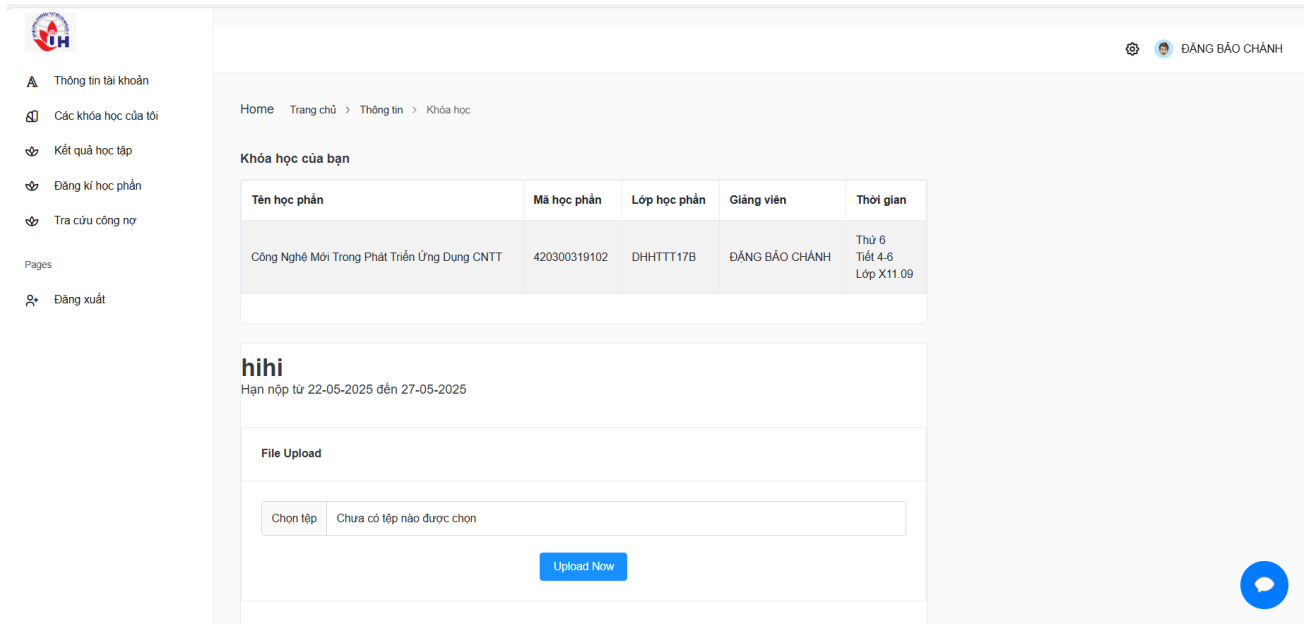 IUH
ĐẶNG BẢO CHÁNH
Thông tin tài khoản
Các khóa học của tôi
Kết quả học tập
Đăng kí học phần
Tra cứu công nợ
Pages
Đăng xuất
Home Trang chủ > Thông tin > Khóa học
Khóa học của bạn
Tên học phần Mã học phần Lớp học phần Giảng viên Thời gian
Công Nghệ Mới Trong Phát Triển Ứng Dụng CNTT 420300319102 DHHTTT17B ĐẶNG BẢO CHÁNH Thứ 6
Tiết 4-6
Lớp X11.09
hihi
Hạn nộp từ 22-05-2025 đến 27-05-2025
File Upload
Chọn tệp Chưa có tệp nào được chọn
Upload Now